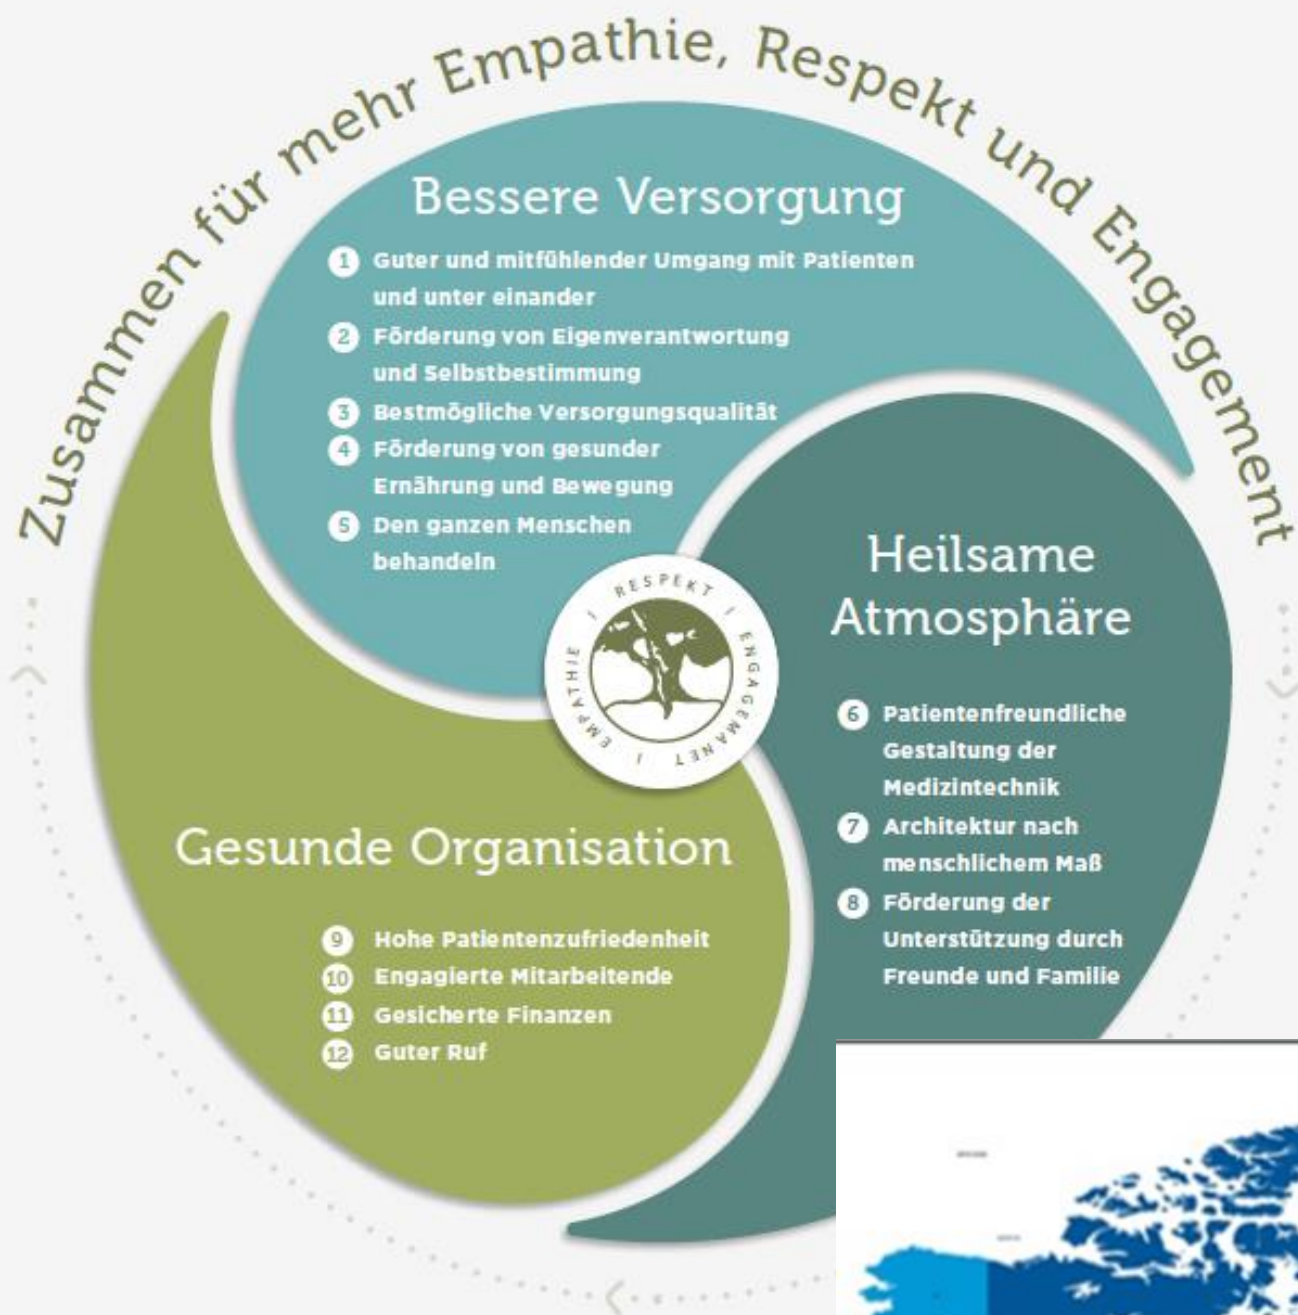 Zusammen für mehr Empathie, Respekt und Engagement
Bessere Versorgung
1 Guter und mitfühlender Umgang mit Patienten
und unter einander
2 Förderung von Eigenverantwortung
und Selbstbestimmung
3 Bestmögliche Versorgungsqualität
4 Förderung von gesunder
Ernährung und Bewegung
5 Den ganzen Menschen
behandeln
EMPATHIE | RESPEKT | ENGAGEMANET |
Heilsame
Atmosphäre
6 Patientenfreundliche
Gestaltung der
Medizintechnik
7 Architektur nach
menschlichem Maß
8 Förderung der
Unterstützung durch
Freunde und Familie
Gesunde Organisation
9 Hohe Patientenzufriedenheit
10 Engagierte Mitarbeitende
11 Gesicherte Finanzen
12 Guter Ruf